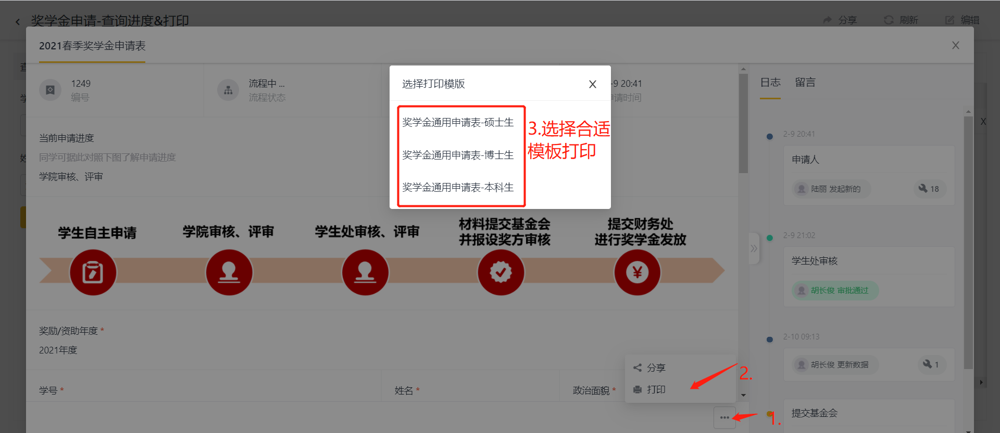 奖学金申请-查询进度&打印
分享
刷新
编辑
2021春季奖学金申请表
X
1249
编号
流程中 ...
流程状态
-9 20:41
申请时间
选择打印模版
X
奖学金通用申请表-硕士生
奖学金通用申请表-博士生
奖学金通用申请表-本科生
3.选择合适
模板打印
当前申请进度
同学可据此对照下图了解申请进度
学院审核、评审
学生自主申请
学院审核、评审
学生处审核、评审
材料提交基金会
并报设奖方审核
提交财务处
进行奖学金发放
奖励/资助年度 *
2021年度
学号 *
姓名 *
政治面貌 *
分享
打印
2.
1.
日志
留言
X
2-9 20:41
申请人
陆丽 发起新的
18
2-9 21:02
学生处审核
胡长俊 审批通过
2-10 09:13
胡长俊 更新数据
1
提交基金会